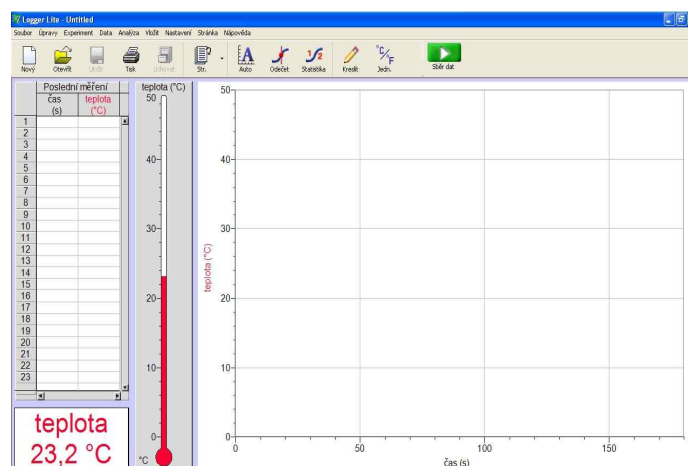 Logger Lite - Untitled
Soubor Úpravy Experiment Data Analýza Vložit Nastavení Stránka Nápověda
Nový Otevřít Uložit Tisk Uchovat Str. Auto Odečet Statistika Kreslit Jedn. Sběr dat
°C/°F
Poslední měření
čas
(s)
teplota
(°C)
1
2
3
4
5
6
7
8
9
10
11
12
13
14
15
16
17
18
19
20
21
22
23
teplota
23,2 °C
teplota (°C)
50
40
30
20
10
0
°C
teplota (°C)
50
40
30
20
10
0
0 50 100 150
čas (s)